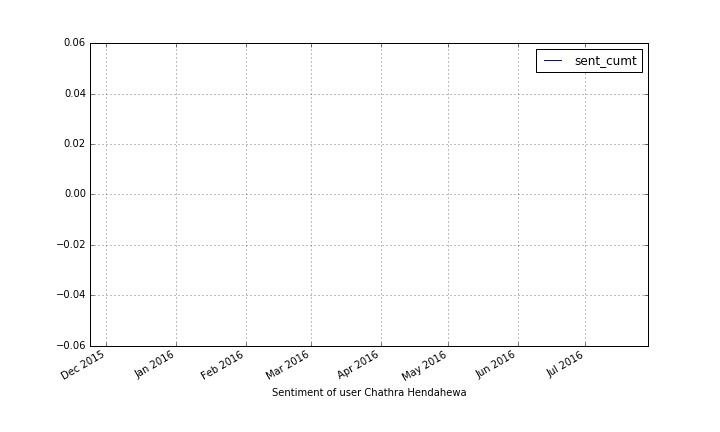 0.06
sent_cumt
0.04
0.02
0.00
−0.02
−0.04
−0.06
Dec 2015
Jan 2016
Feb 2016
Mar 2016
Apr 2016
May 2016
Jun 2016
Jul 2016
Sentiment of user Chathra Hendahewa